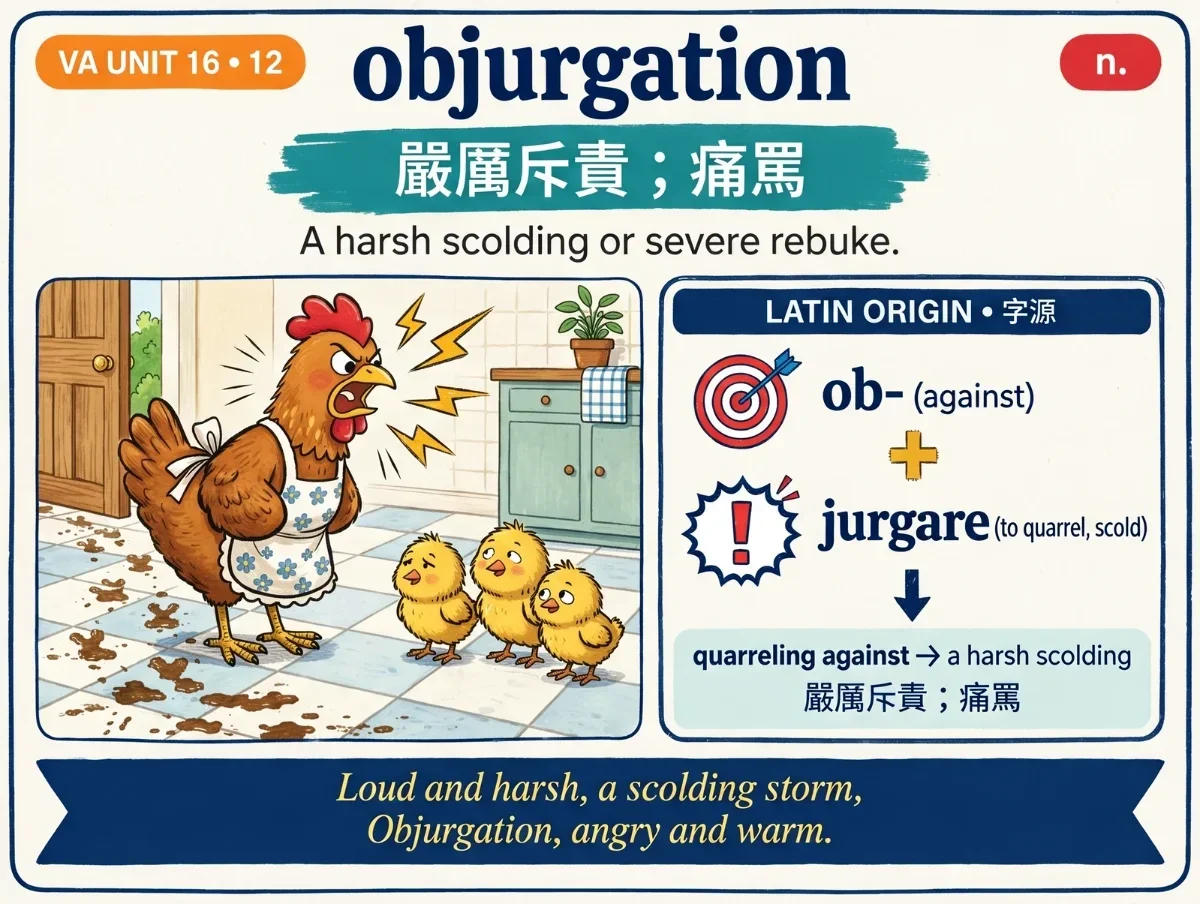 VA UNIT 16 • 12
objurgation
n.
嚴厲斥責；痛罵
A harsh scolding or severe rebuke.
LATIN ORIGIN • 字源
ob- (against)
+
!
jurgare (to quarrel, scold)
quarreling against → a harsh scolding
嚴厲斥責；痛罵
Loud and harsh, a scolding storm,
Objurgation, angry and warm.